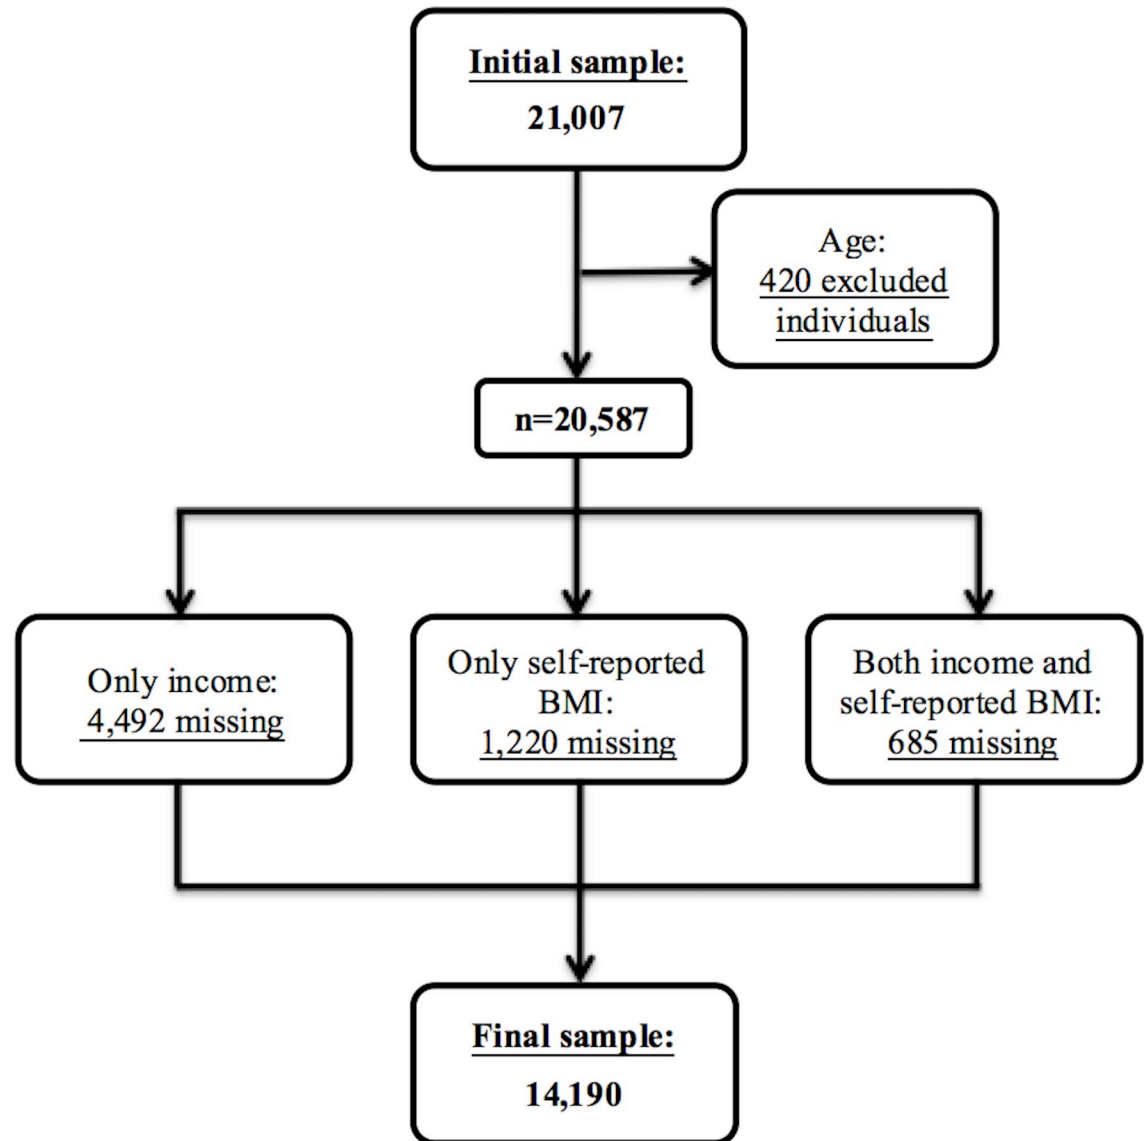 Initial sample:
21,007
Age:
420 excluded
individuals
n=20,587
Only income:
4,492 missing
Only self-reported
BMI:
1,220 missing
Both income and
self-reported BMI:
685 missing
Final sample:
14,190